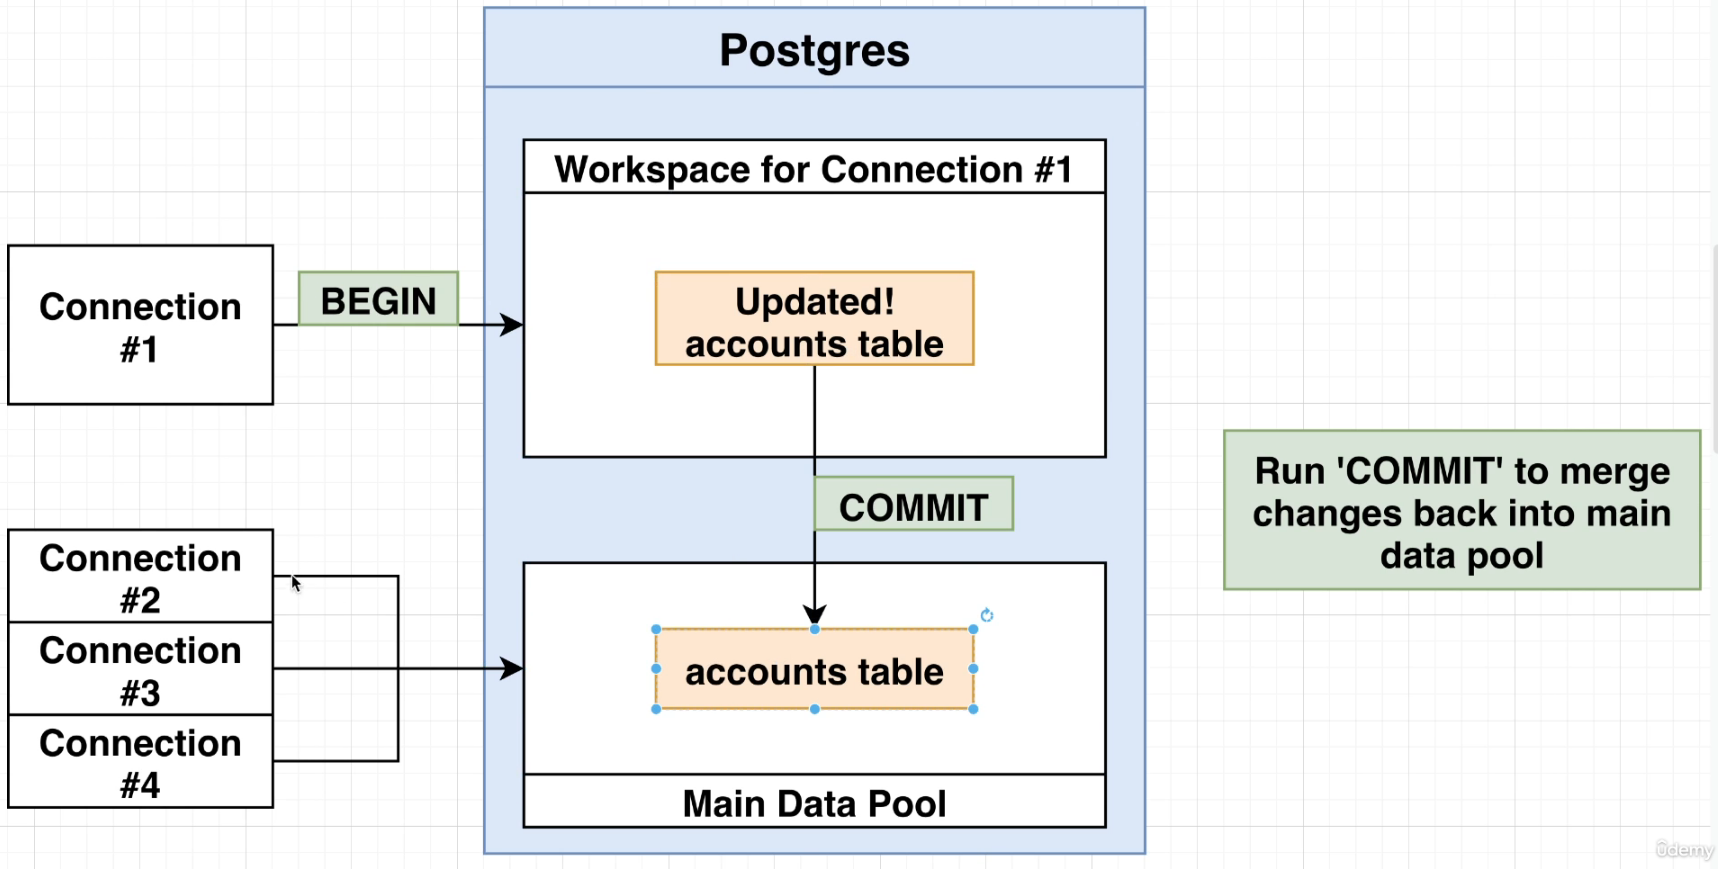 Postgres
Workspace for Connection #1
Connection
#1
BEGIN
Updated!
accounts table
COMMIT
Run 'COMMIT' to merge
changes back into main
data pool
Connection
#2
Connection
#3
Connection
#4
accounts table
Main Data Pool
ûdemy